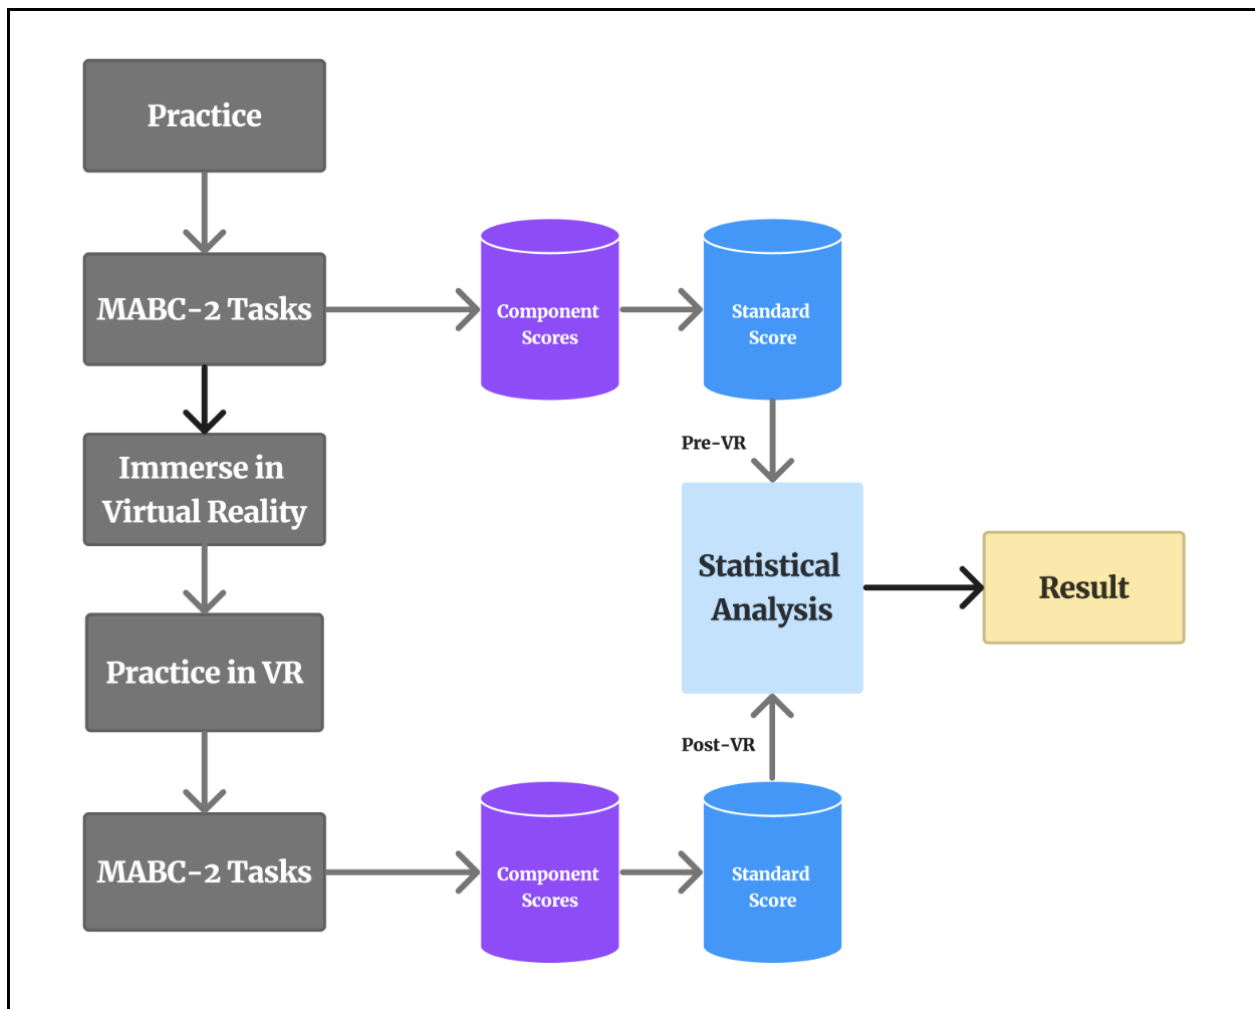 Practice
MABC-2 Tasks
Component
Scores
Standard
Score
Pre-VR
Immerse in
Virtual Reality
Statistical
Analysis
Result
Practice in VR
Post-VR
MABC-2 Tasks
Component
Scores
Standard
Score